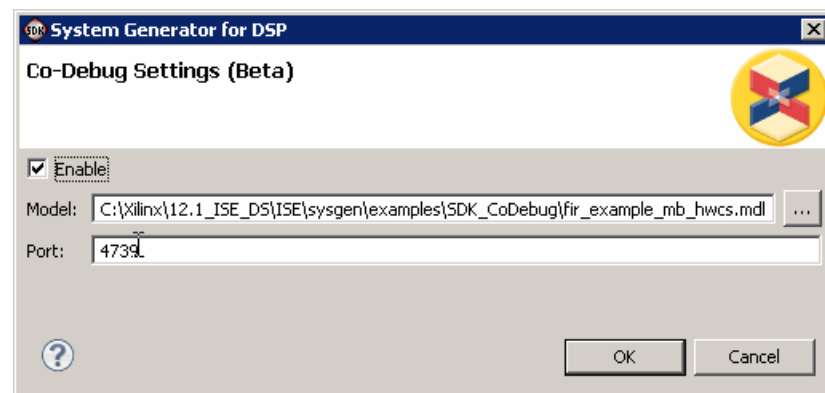 SDK System Generator for DSP
Co-Debug Settings (Beta)
Enable
Model: C:\Xilinx\12.1_ISE_DS\ISE\sysgen\examples\SDK_CoDebug\fir_example_mb_hwcs.mdl ...
Port: 4739
?
OK Cancel